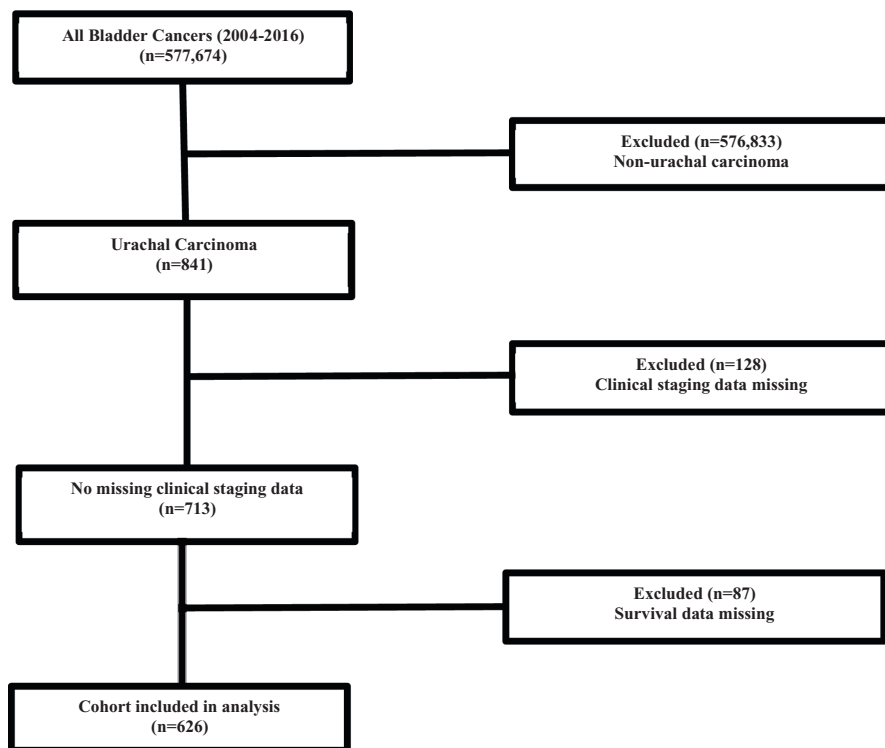 All Bladder Cancers (2004-2016)
(n=577,674)
Excluded (n=576,833)
Non-urachal carcinoma
Urachal Carcinoma
(n=841)
Excluded (n=128)
Clinical staging data missing
No missing clinical staging data
(n=713)
Excluded (n=87)
Survival data missing
Cohort included in analysis
(n=626)